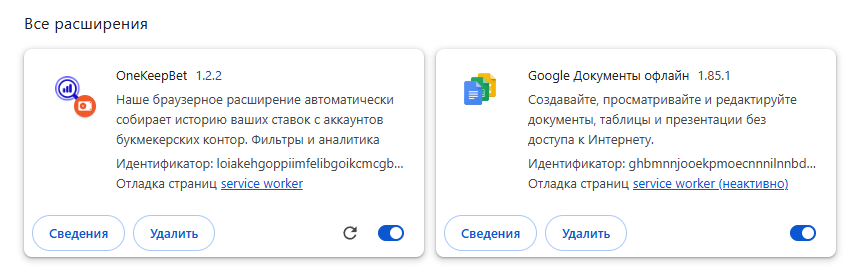 Все расширения
OneKeepBet 1.2.2
Наше браузерное расширение автоматически
собирает историю ваших ставок с аккаунтов
букмекерских контор. Фильтры и аналитика
Идентификатор: loiakehgoppiimfelibgoikcmcgb...
Отладка страниц service worker
Сведения
Удалить
Google Документы офлайн 1.85.1
Создавайте, просматривайте и редактируйте
документы, таблицы и презентации без
доступа к Интернету.
Идентификатор: ghbmnnjooekpmoecnnnilnnbd...
Отладка страниц service worker (неактивно)
Сведения
Удалить